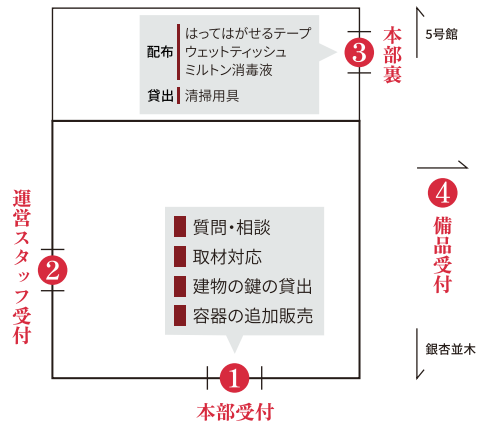 配布
はってはがせるテープ
ウェットティッシュ
ミルトン消毒液
貸出
清掃用具
3
本部裏
5号館
4
備品受付
運営スタッフ受付
2
質問・相談
取材対応
建物の鍵の貸出
容器の追加販売
銀杏並木
1
本部受付